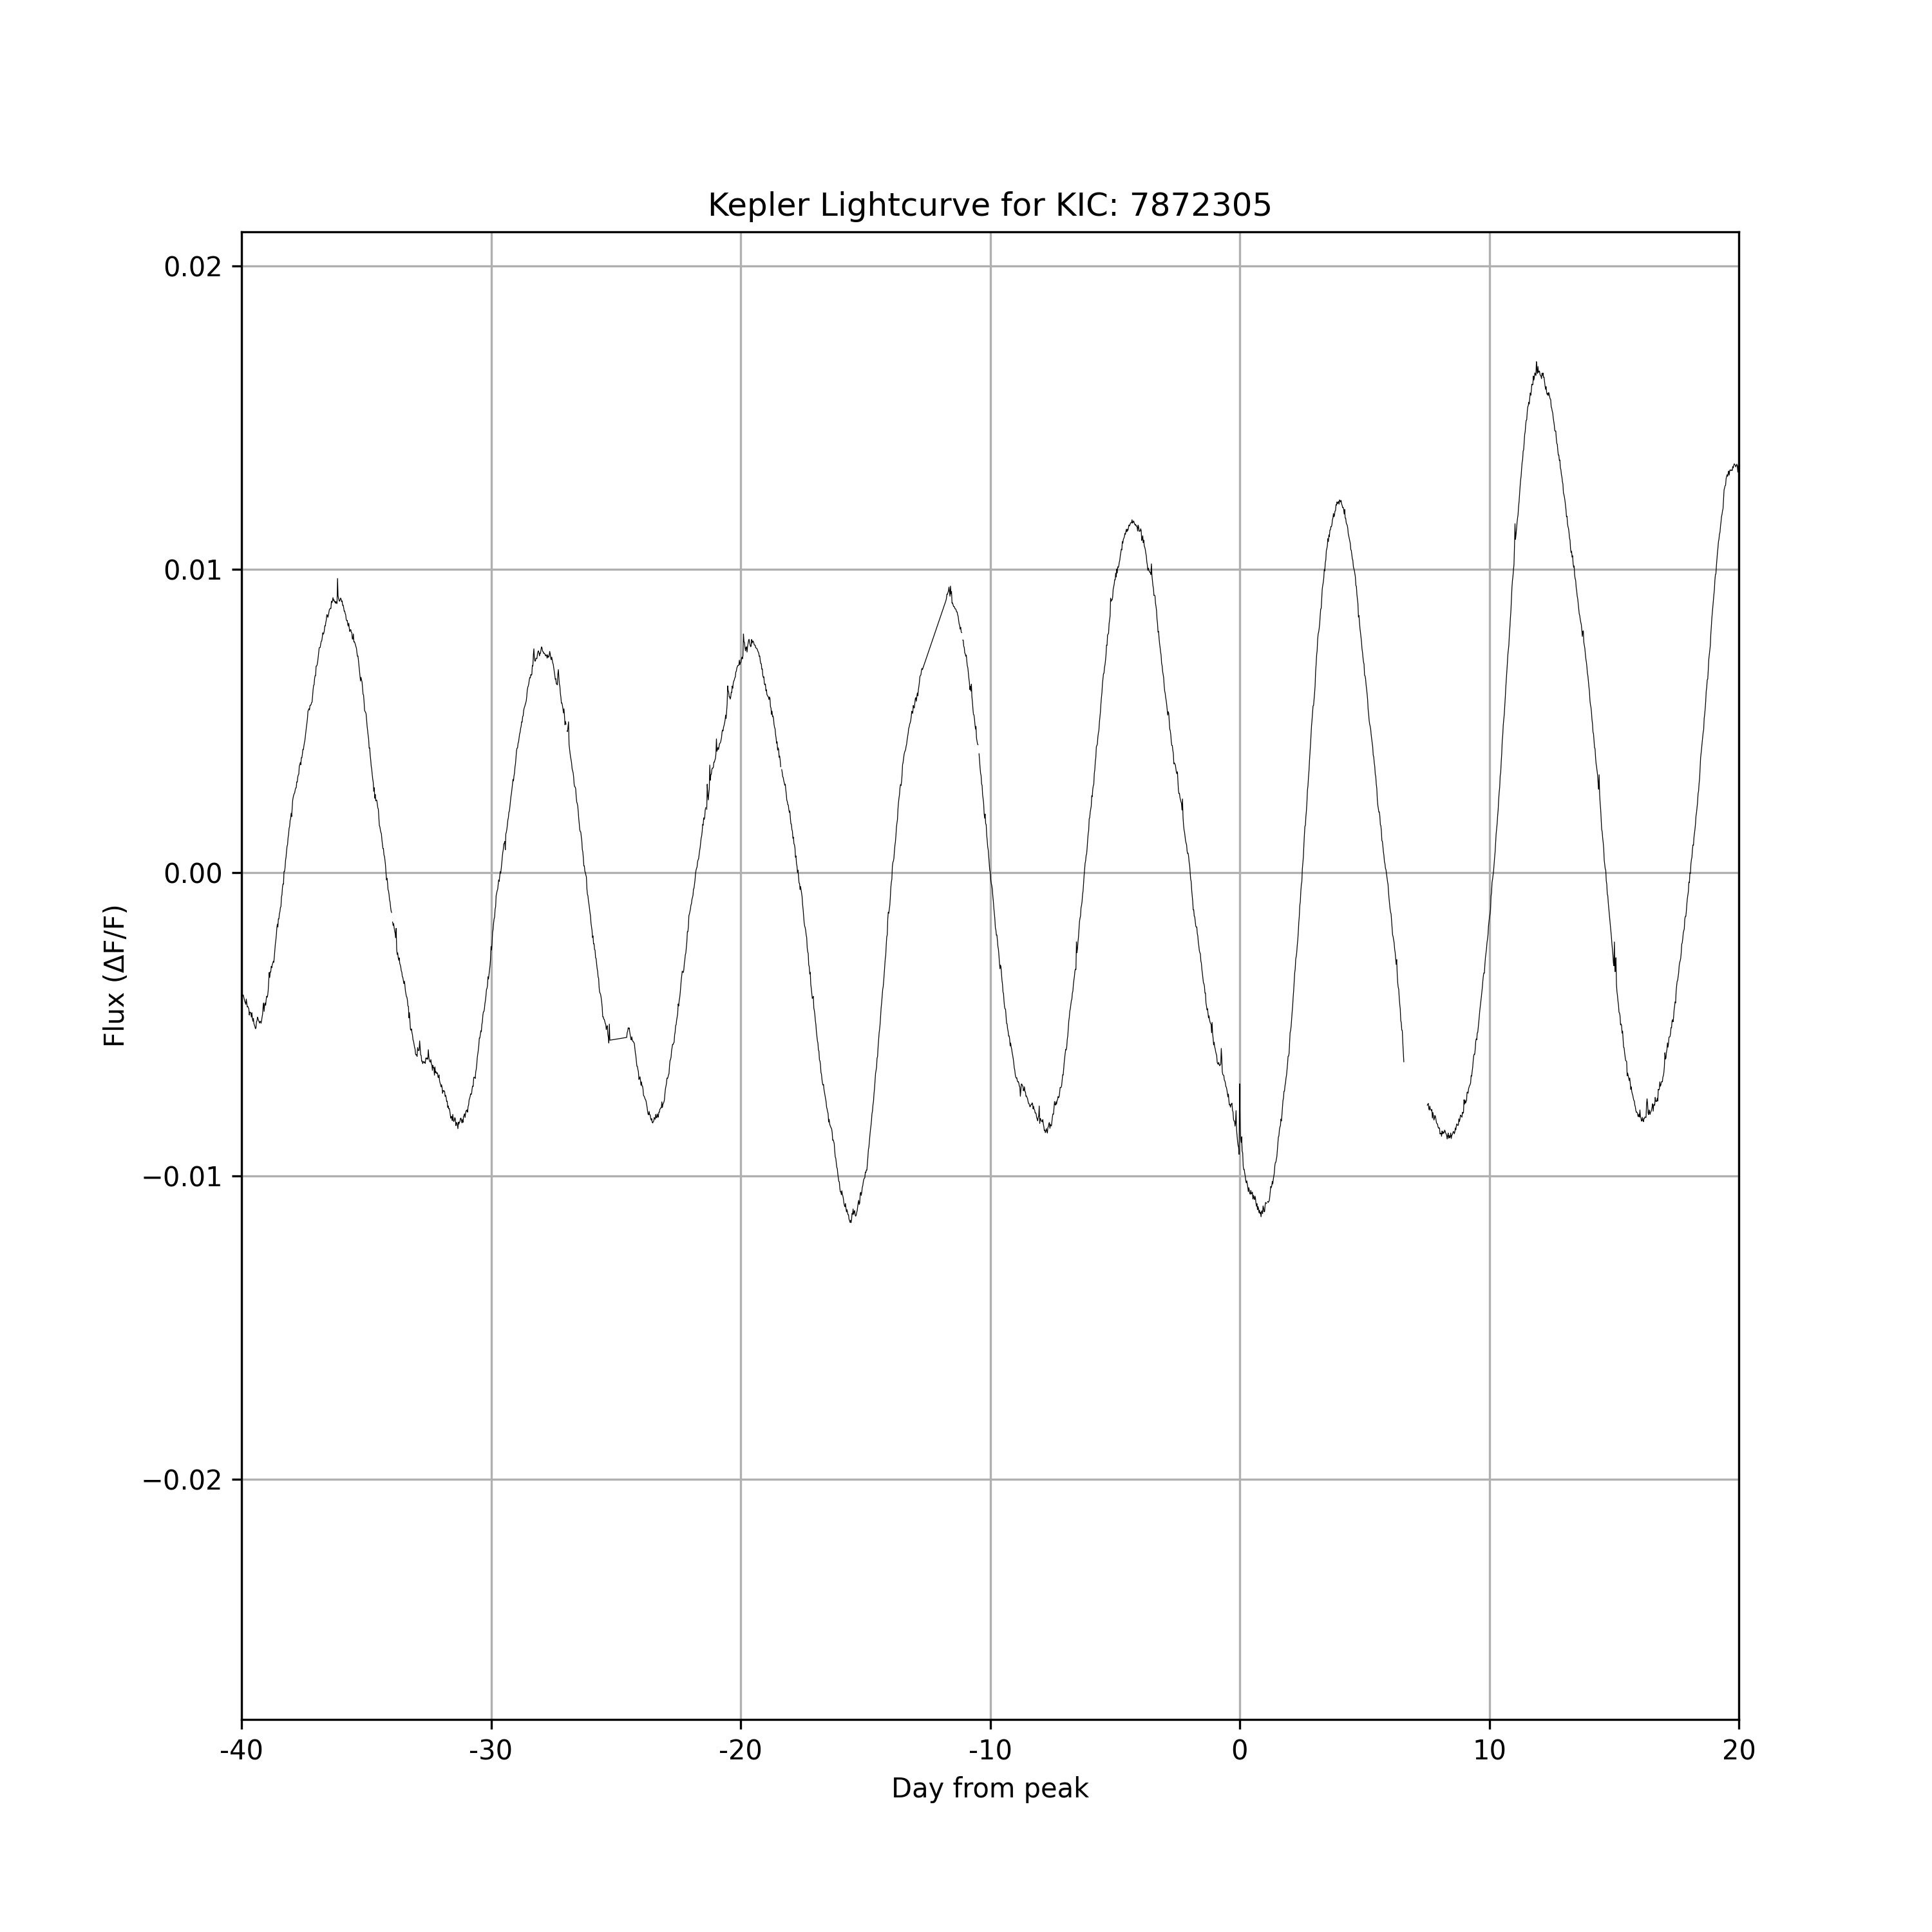 Kepler Lightcurve for KIC: 7872305
0.02
0.01
0.00
−0.01
−0.02
Flux (ΔF/F)
-40 -30 -20 -10 0 10 20
Day from peak